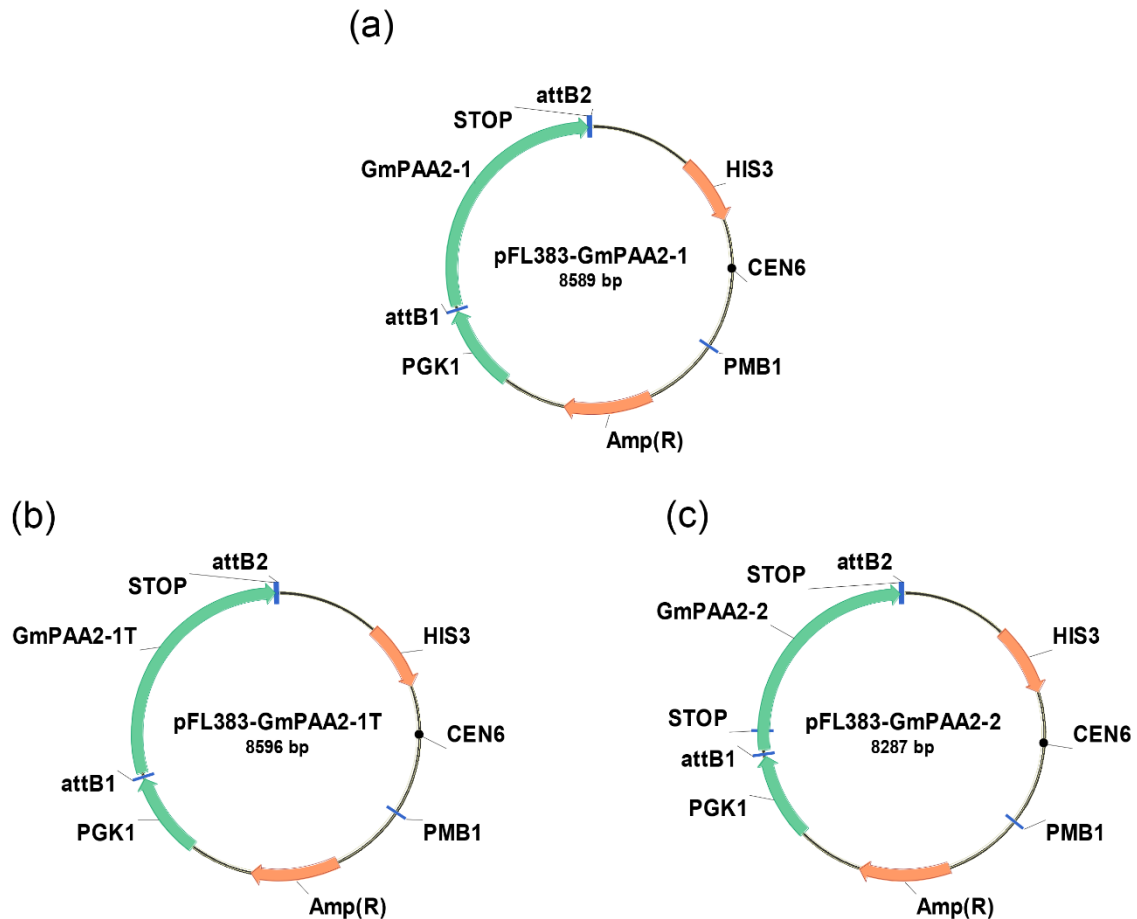 (a)
attB2
STOP
GmPAA2-1
HIS3
pFL383-GmPAA2-1
8589 bp
CEN6
attB1
PGK1
PMB1
Amp(R)
(b)
attB2
STOP
GmPAA2-1T
HIS3
pFL383-GmPAA2-1T
8596 bp
CEN6
attB1
PGK1
PMB1
Amp(R)
(c)
attB2
STOP
GmPAA2-2
HIS3
STOP
pFL383-GmPAA2-2
8287 bp
CEN6
attB1
PGK1
PMB1
Amp(R)